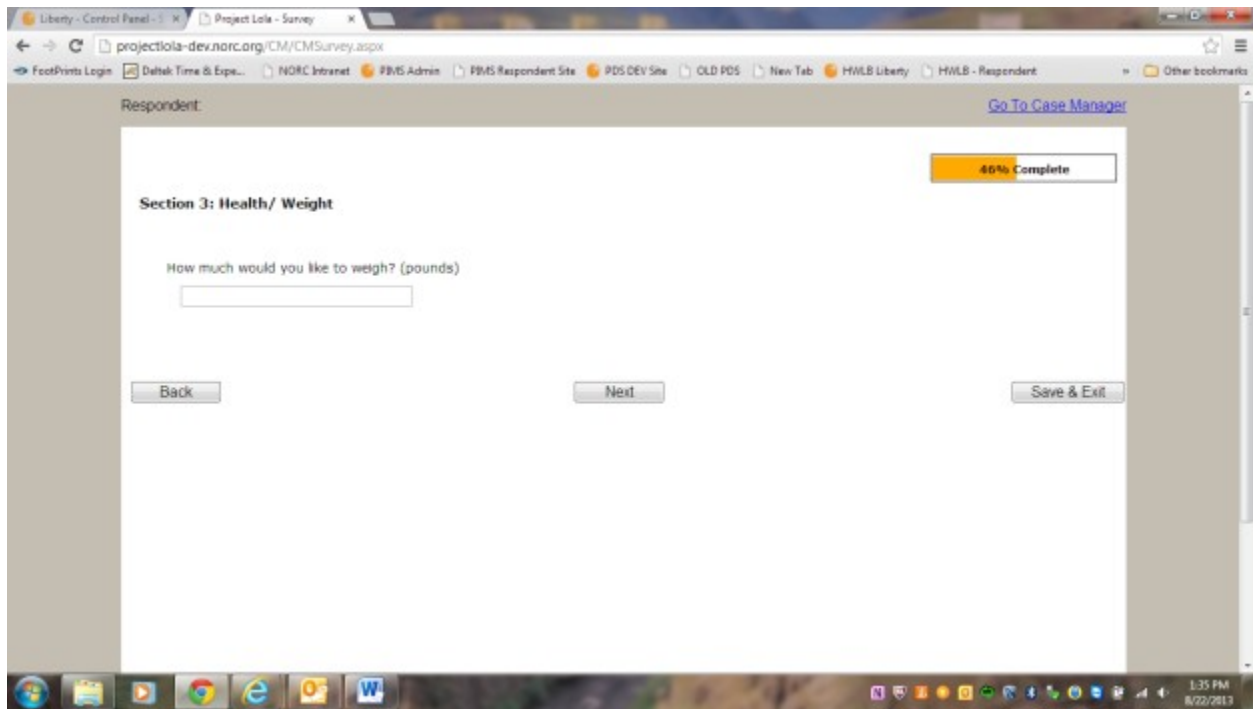 Liberty - Control Panel - S
Project Lola - Survey
projectlola-dev.norc.org/CM/CMSurvey.aspx
FootPrints Login Deltek Time & Expe... NORC Intranet PIMS Admin PIMS Respondent Site PDS DEV Site OLD PDS New Tab HWLB Liberty HWLB - Respondent » Other bookmarks
Respondent: Go To Case Manager
46% Complete
Section 3: Health/ Weight
How much would you like to weigh? (pounds)
Back Next Save & Exit
1:35 PM
8/22/2013